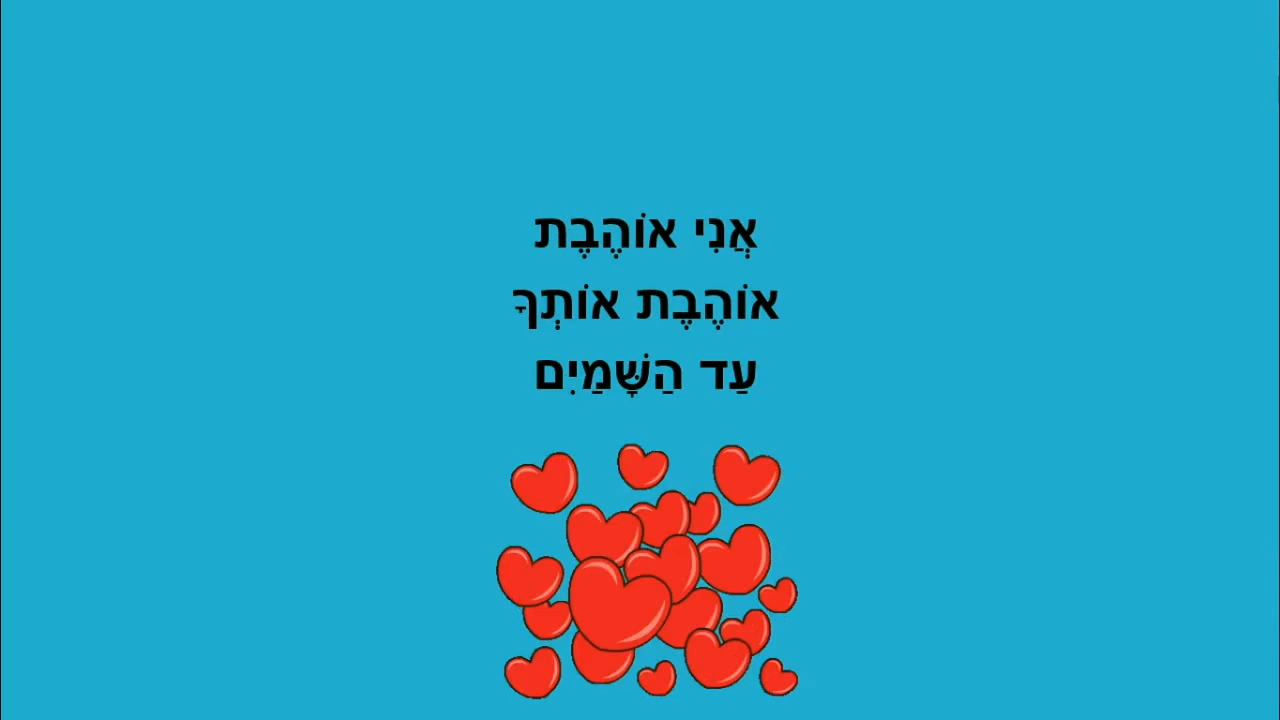 אֲנִי אוֹהֶבֶת
אוֹהֶבֶת אוֹתְךָ
עַד הַשָּׁמַיִם